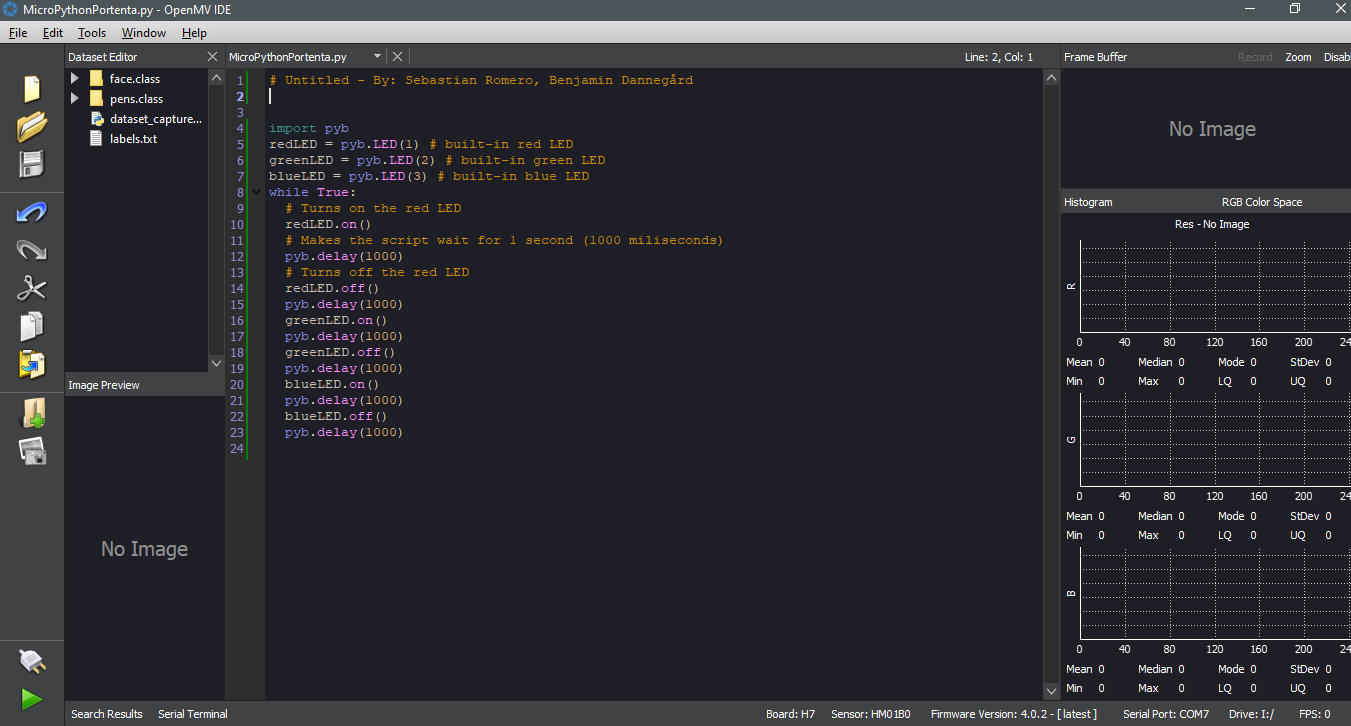 MicroPythonPortenta.py - OpenMV IDE
File Edit Tools Window Help
Dataset Editor
face.class
pens.class
dataset_capture...
labels.txt
Image Preview
No Image
MicroPythonPortenta.py
Line: 2, Col: 1
1 # Untitled - By: Sebastian Romero, Benjamin Dannegård
2
3
4 import pyb
5 redLED = pyb.LED(1) # built-in red LED
6 greenLED = pyb.LED(2) # built-in green LED
7 blueLED = pyb.LED(3) # built-in blue LED
8 while True:
9 # Turns on the red LED
10 redLED.on()
11 # Makes the script wait for 1 second (1000 miliseconds)
12 pyb.delay(1000)
13 # Turns off the red LED
14 redLED.off()
15 pyb.delay(1000)
16 greenLED.on()
17 pyb.delay(1000)
18 greenLED.off()
19 pyb.delay(1000)
20 blueLED.on()
21 pyb.delay(1000)
22 blueLED.off()
23 pyb.delay(1000)
24
Frame Buffer Record Zoom Disab
No Image
Histogram RGB Color Space
Res - No Image
R
0 40 80 120 160 200 24
Mean 0 Median 0 Mode 0 StDev 0
Min 0 Max 0 LQ 0 UQ 0
G
0 40 80 120 160 200 24
Mean 0 Median 0 Mode 0 StDev 0
Min 0 Max 0 LQ 0 UQ 0
B
0 40 80 120 160 200 24
Mean 0 Median 0 Mode 0 StDev 0
Min 0 Max 0 LQ 0 UQ 0
Search Results Serial Terminal Board: H7 Sensor: HM01B0 Firmware Version: 4.0.2 - [ latest ] Serial Port: COM7 Drive: I:/ FPS: 0